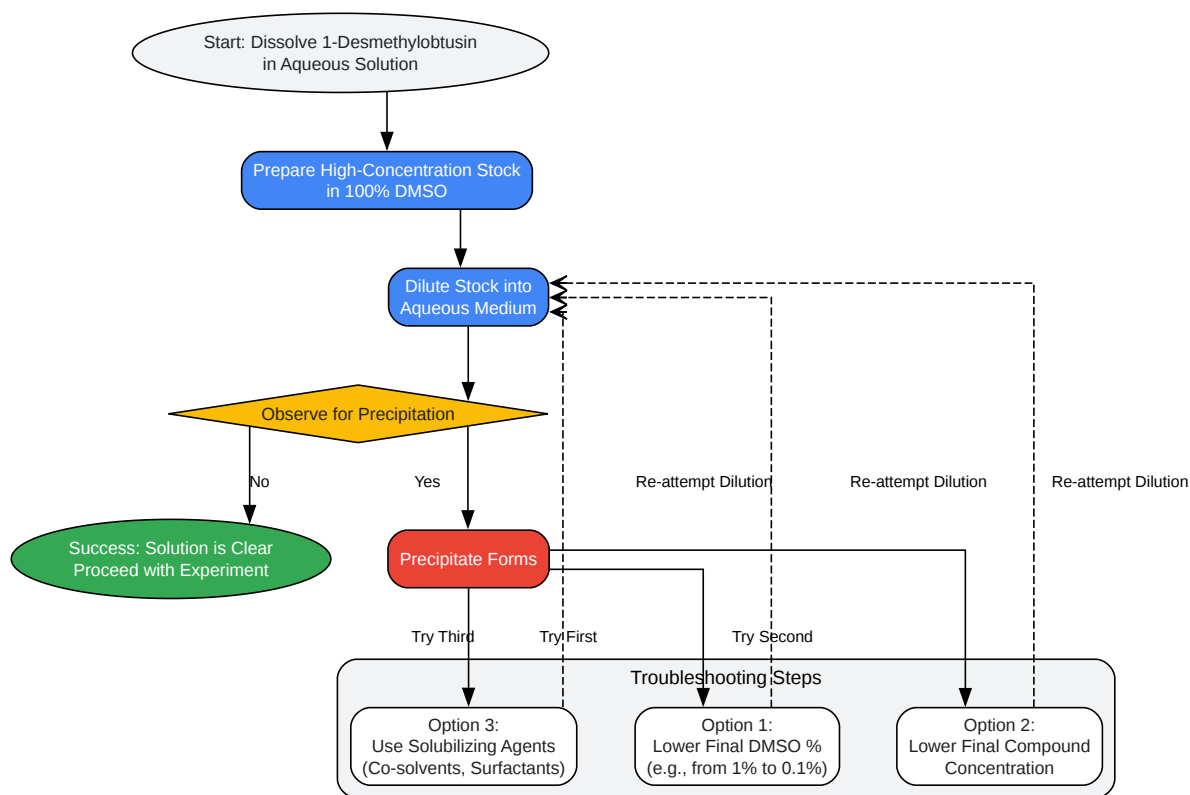 Start: Dissolve 1-Desmethylobtusin
in Aqueous Solution
Prepare High-Concentration Stock
in 100% DMSO
Dilute Stock into
Aqueous Medium
Observe for Precipitation
No
Yes
Re-attempt Dilution
Re-attempt Dilution
Re-attempt Dilution
Success: Solution is Clear
Proceed with Experiment
Precipitate Forms
Try Third
Try First
Try Second
Troubleshooting Steps
Option 3:
Use Solubilizing Agents
(Co-solvents, Surfactants)
Option 1:
Lower Final DMSO %
(e.g., from 1% to 0.1%)
Option 2:
Lower Final Compound
Concentration